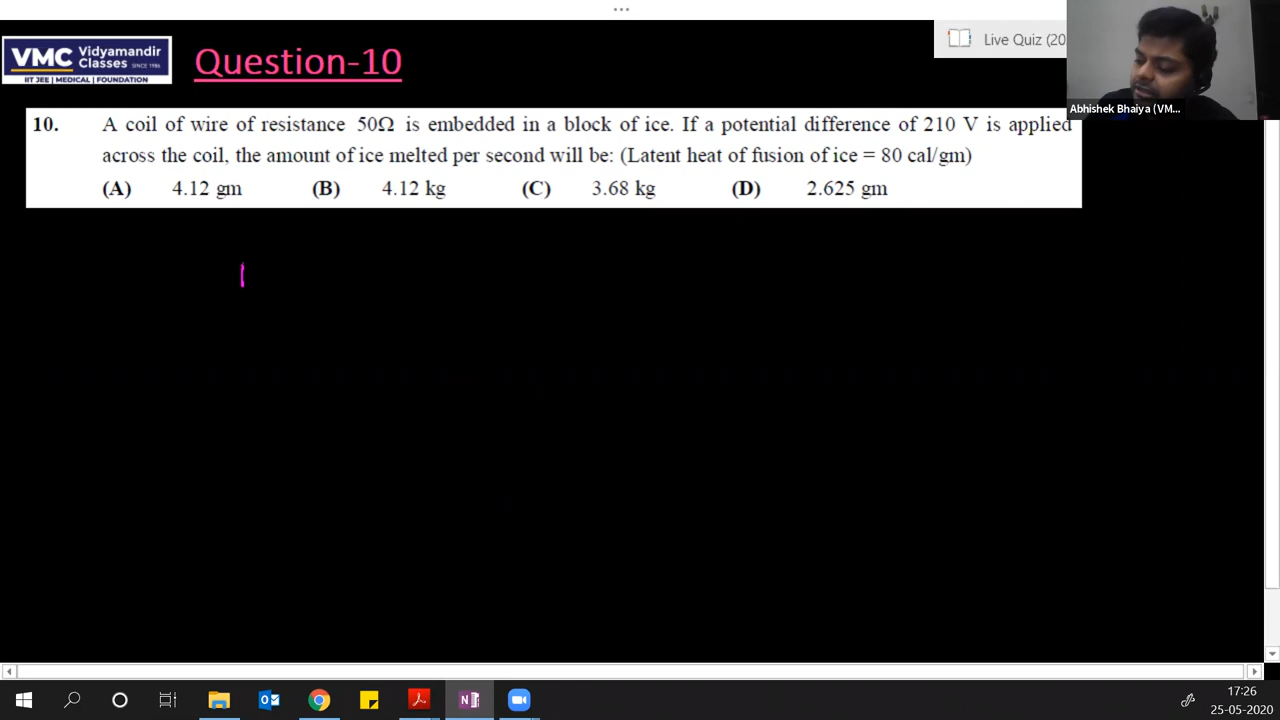 Live Quiz (20
VMC Vidyamandir
Classes SINCE 1986
IIT JEE | MEDICAL | FOUNDATION
Question-10
Abhishek Bhaiya (VM...
10. A coil of wire of resistance 50Ω is embedded in a block of ice. If a potential difference of 210 V is applied
across the coil, the amount of ice melted per second will be: (Latent heat of fusion of ice = 80 cal/gm)
(A) 4.12 gm (B) 4.12 kg (C) 3.68 kg (D) 2.625 gm
17:26
25-05-2020